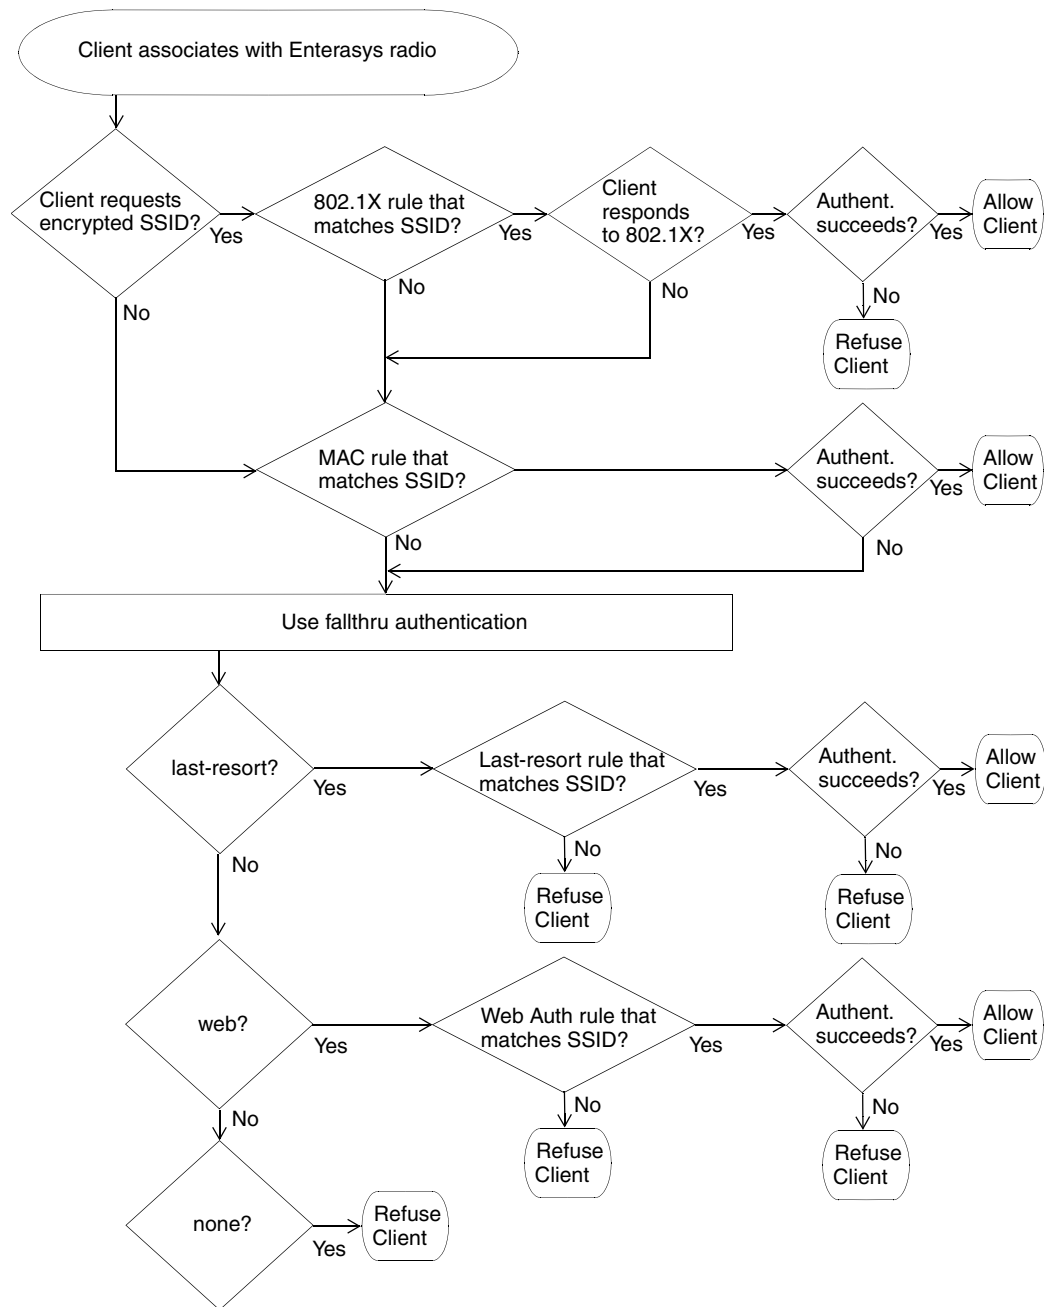 Client associates with Enterasys radio
Client requests
encrypted SSID?
Yes
802.1X rule that
matches SSID?
Yes
Client
responds
to 802.1X?
Yes
Authent.
succeeds?
Yes
Allow
Client
No
No
No
No
Refuse
Client
MAC rule that
matches SSID?
Authent.
succeeds?
Yes
Allow
Client
No
No
Use fallthru authentication
last-resort?
Yes
Last-resort rule that
matches SSID?
Yes
Authent.
succeeds?
Yes
Allow
Client
No
No
No
Refuse
Client
Refuse
Client
web?
Yes
Web Auth rule that
matches SSID?
Yes
Authent.
succeeds?
Yes
Allow
Client
No
No
No
Refuse
Client
Refuse
Client
none?
Yes
Refuse
Client